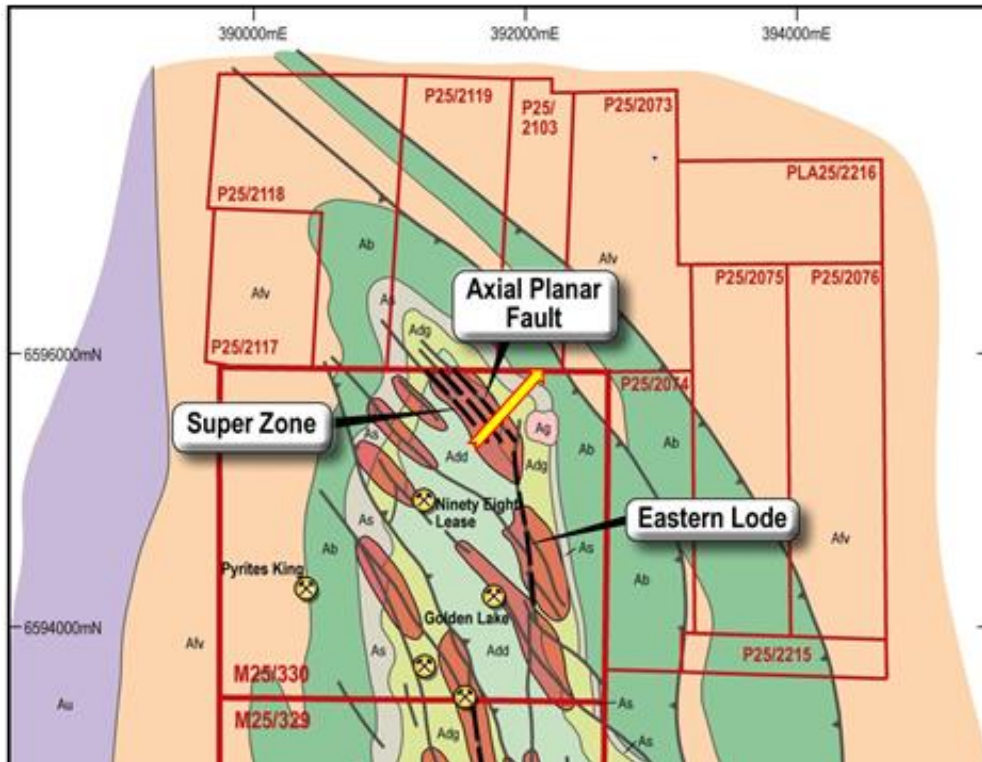 390000mE
392000mE
394000mE
P25/2119
P25/
2103
P25/2073
PLA25/2216
P25/2118
Ab
Afv
Afv
P25/2075
P25/2076
As
Axial Planar
Fault
Adg
P25/2117
6596000mN
P25/2074
Super Zone
As
Ag
Add
Ab
Ab
Adg
Ninety Eight
Lease
As
Eastern Lode
Ab
As
Afv
Pyrites King
Ab
Golden Lake
6594000mN
Afv
As
Add
P25/2215
M25/330
Au
As
M25/329
Adg
As